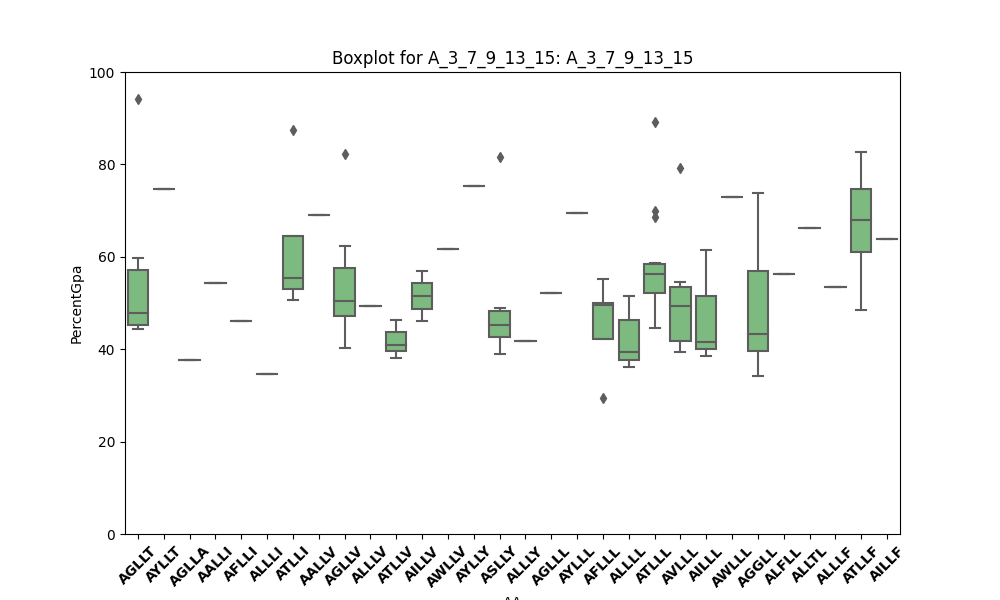 Boxplot for A_3_7_9_13_15: A_3_7_9_13_15
PercentGpa
100
80
60
40
20
0
AGLLT
AYLLT
AGLLA
AALLI
AFLLI
ALLLI
ATLLI
AALLV
AGLLV
ALLLV
ATLLV
AILLV
AWLLV
AYLLY
ASLLY
ALLLY
AGLLL
AYLLL
AFLLL
ALLLL
ATLLL
AVLLL
AILLL
AWLLL
AGGLL
ALFLL
ALLTL
ALLLF
ATLLF
AILLF
AA